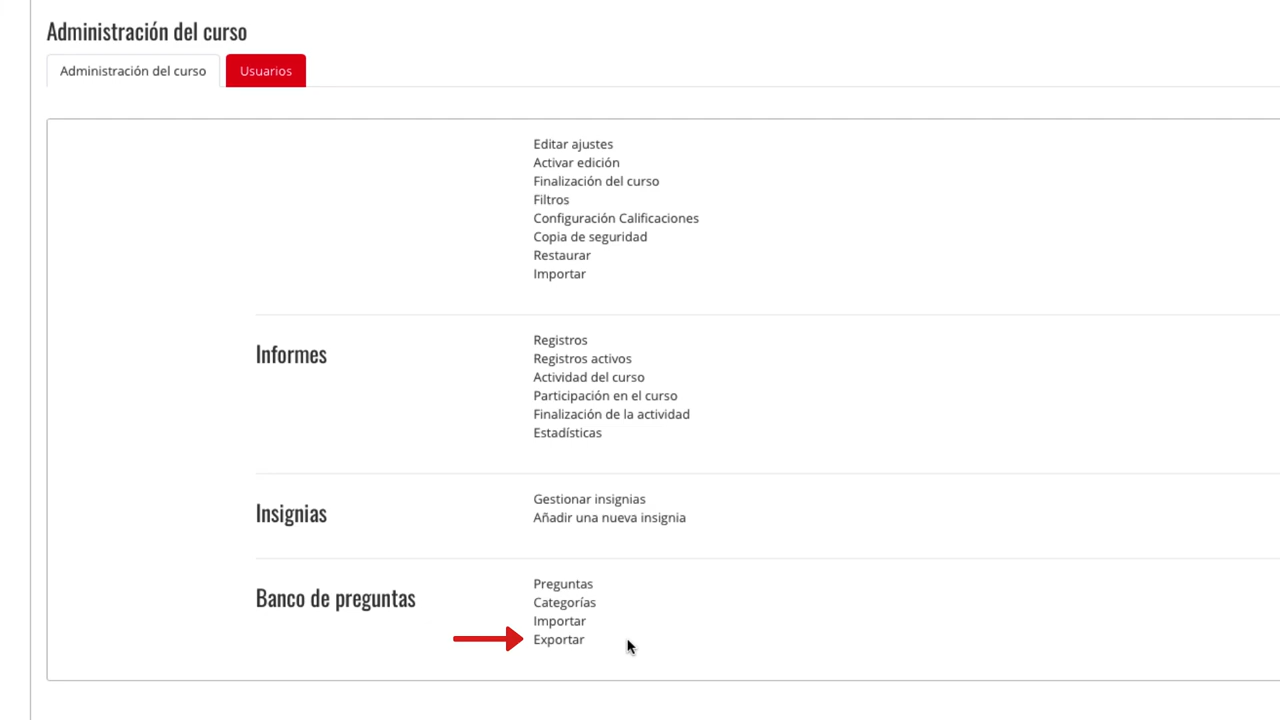 Administración del curso
Administración del curso
Usuarios
Editar ajustes
Activar edición
Finalización del curso
Filtros
Configuración Calificaciones
Copia de seguridad
Restaurar
Importar
Informes
Registros
Registros activos
Actividad del curso
Participación en el curso
Finalización de la actividad
Estadísticas
Insignias
Gestionar insignias
Añadir una nueva insignia
Banco de preguntas
Preguntas
Categorías
Importar
Exportar